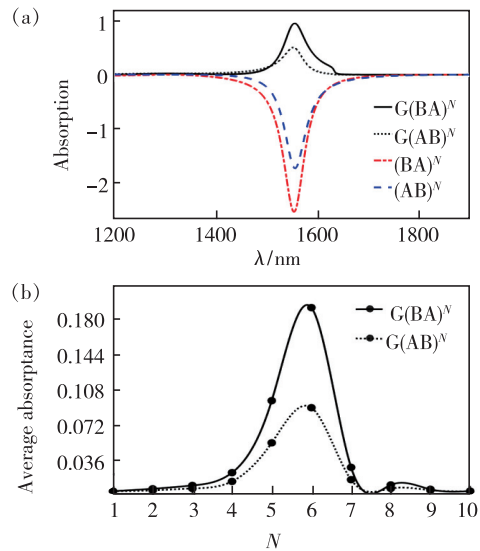 (a)
1
0
-1
-2
Absorption
G(BA)ᴺ
G(AB)ᴺ
(BA)ᴺ
(AB)ᴺ
1200 1400 1600 1800
λ/nm
(b)
0.180
0.144
0.108
0.072
0.036
Average absorptance
G(BA)ᴺ
G(AB)ᴺ
1 2 3 4 5 6 7 8 9 10
N